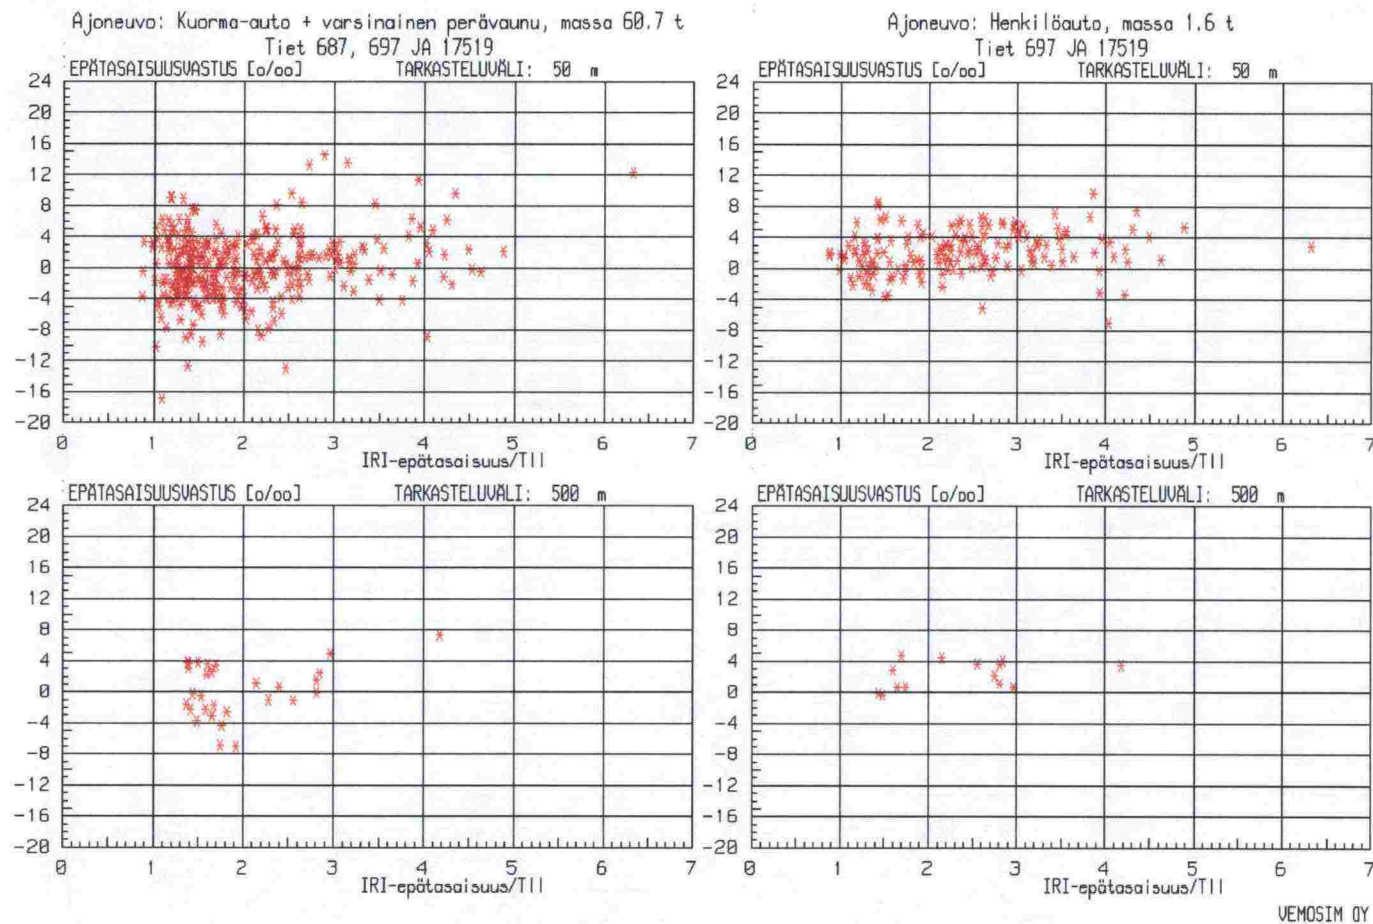 Ajoneuvo: Kuorma-auto + varsinainen perävaunu, massa 60.7 t
Tiet 687, 697 JA 17519
EPÄTASAISUUSVASTUS [o/oo] TARKASTELUVÄLI: 50 m
24
20
16
12
8
4
0
-4
-8
-12
-16
-20
0 1 2 3 4 5 6 7
IRI-epätasaisuus/TII
Ajoneuvo: Henkilöauto, massa 1.6 t
Tiet 697 JA 17519
EPÄTASAISUUSVASTUS [o/oo] TARKASTELUVÄLI: 50 m
24
20
16
12
8
4
0
-4
-8
-12
-16
-20
0 1 2 3 4 5 6 7
IRI-epätasaisuus/TII
EPÄTASAISUUSVASTUS [o/oo] TARKASTELUVÄLI: 500 m
24
20
16
12
8
4
0
-4
-8
-12
-16
-20
0 1 2 3 4 5 6 7
IRI-epätasaisuus/TII
EPÄTASAISUUSVASTUS [o/oo] TARKASTELUVÄLI: 500 m
24
20
16
12
8
4
0
-4
-8
-12
-16
-20
0 1 2 3 4 5 6 7
IRI-epätasaisuus/TII
VEMOSIM OY